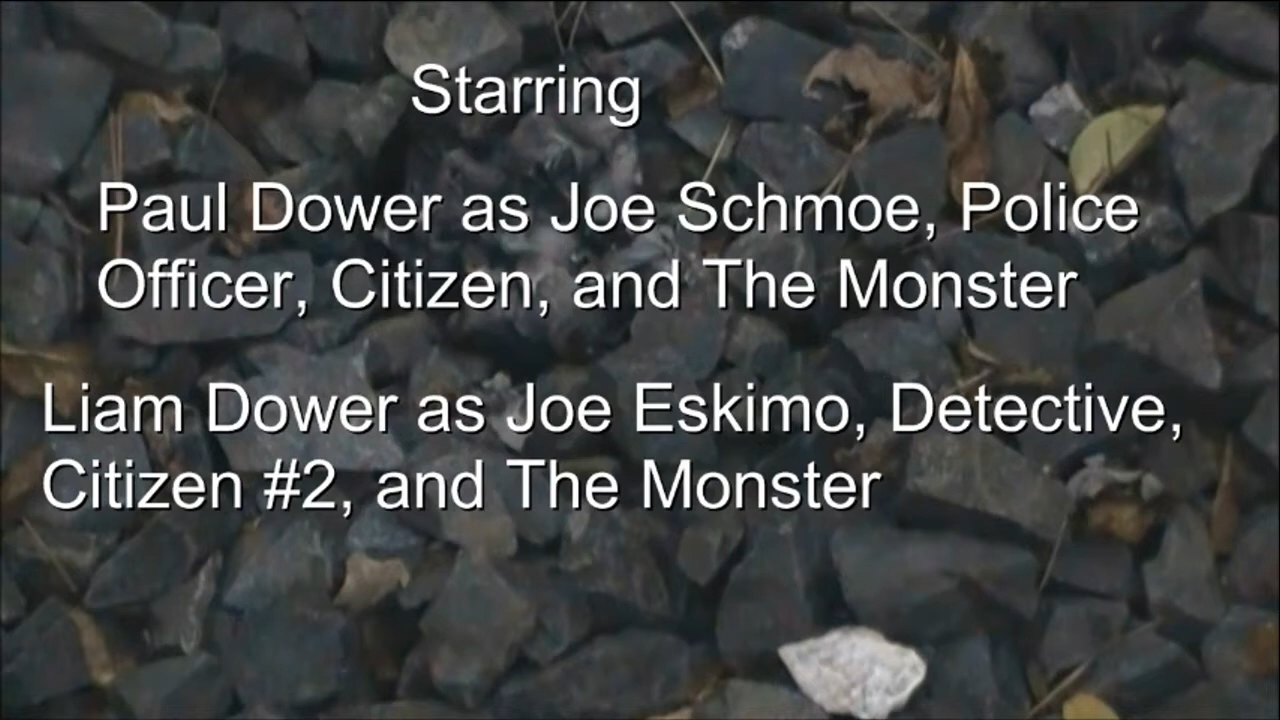 Starring
Paul Dower as Joe Schmoe, Police
Officer, Citizen, and The Monster
Liam Dower as Joe Eskimo, Detective,
Citizen #2, and The Monster